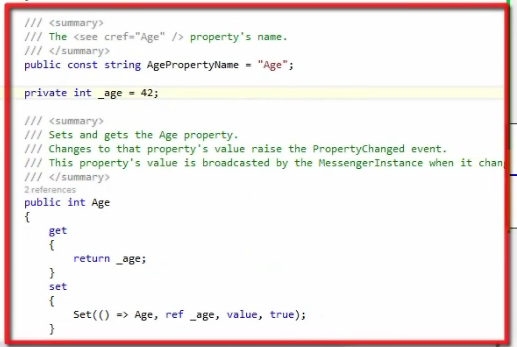 /// <summary>
/// The <see cref="Age" /> property's name.
/// </summary>
public const string AgePropertyName = "Age";
private int _age = 42;
/// <summary>
/// Sets and gets the Age property.
/// Changes to that property's value raise the PropertyChanged event.
/// This property's value is broadcasted by the MessengerInstance when it chan
/// </summary>
2 references
public int Age
{
get
{
return _age;
}
set
{
Set(() => Age, ref _age, value, true);
}